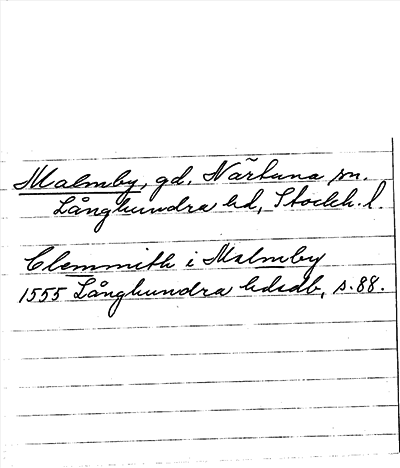 Malmby, gd. Närtuna sn.
Långhundra hd, Stockh. l.
Clemmith i Malmby
1555 Långhundra hdsdb, s. 88.